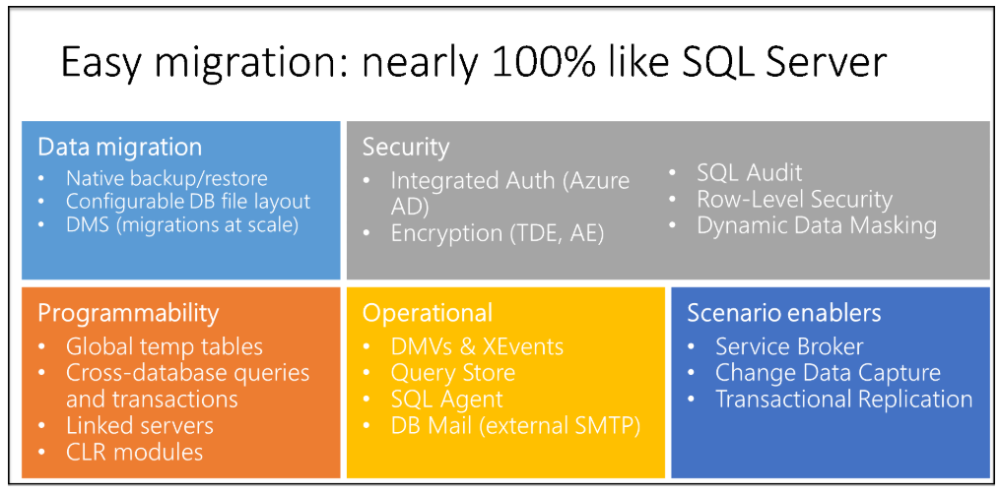 Easy migration: nearly 100% like SQL Server
Data migration
• Native backup/restore
• Configurable DB file layout
• DMS (migrations at scale)
Security
• Integrated Auth (Azure
AD)
• Encryption (TDE, AE)
• SQL Audit
• Row-Level Security
• Dynamic Data Masking
Programmability
• Global temp tables
• Cross-database queries
and transactions
• Linked servers
• CLR modules
Operational
• DMVs & XEvents
• Query Store
• SQL Agent
• DB Mail (external SMTP)
Scenario enablers
• Service Broker
• Change Data Capture
• Transactional Replication